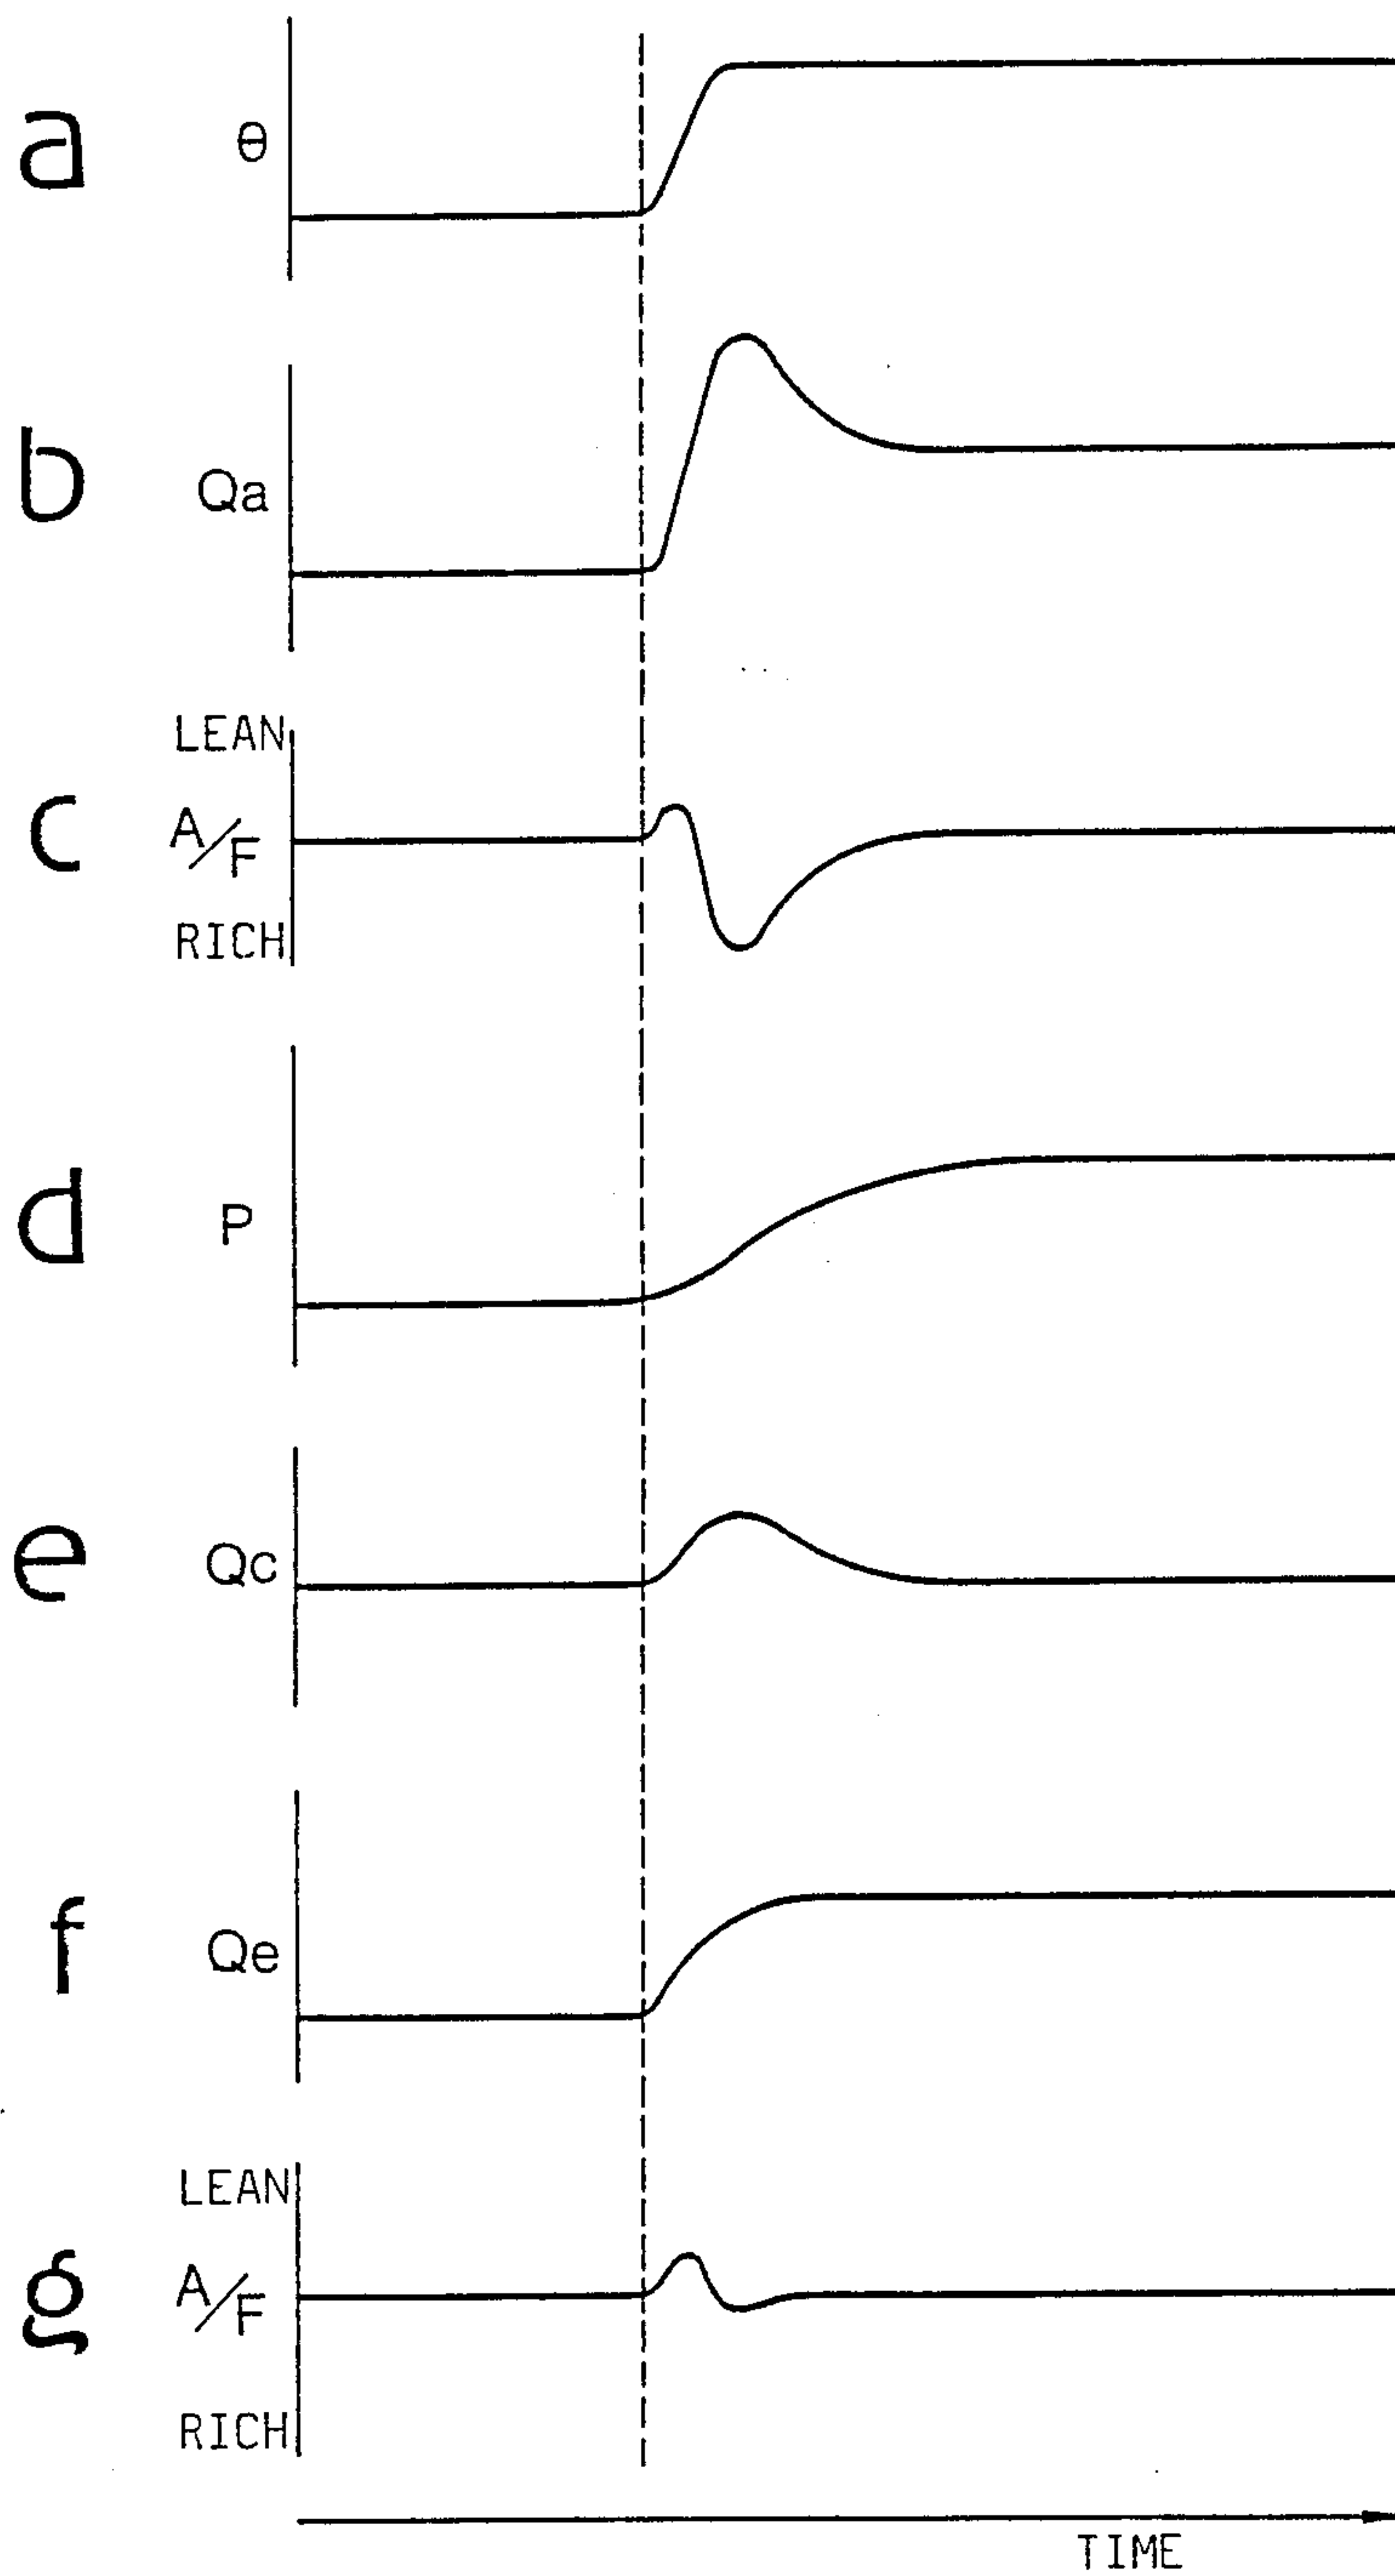 a θ
b Qa
LEAN
c A/F
RICH
d P
e Qc
f Qe
LEAN
g A/F
RICH
TIME